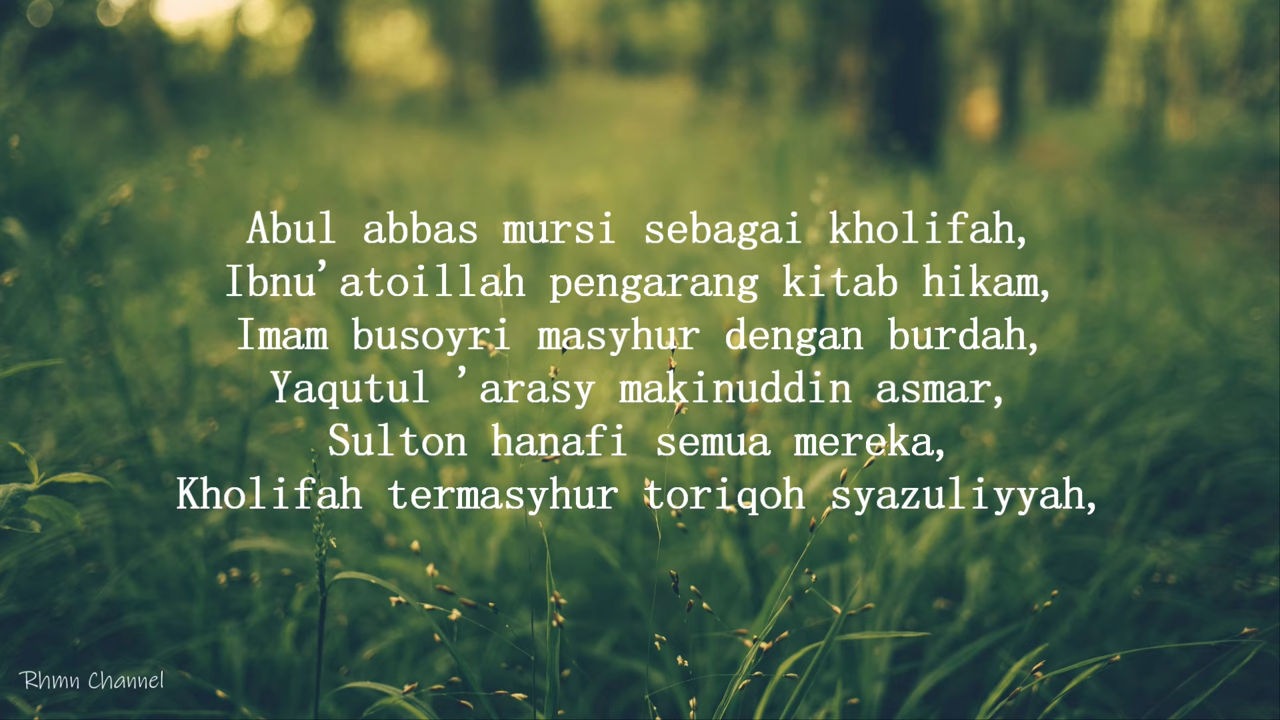 Abul abbas mursi sebagai kholifah,
Ibnu'atoillah pengarang kitab hikam,
Imam busoyri masyhur dengan burdah,
Yaqutul 'arasy makinuddin asmar,
Sulton hanafi semua mereka,
Kholifah termasyhur toriqoh syazuliyyah,
Rhmn Channel